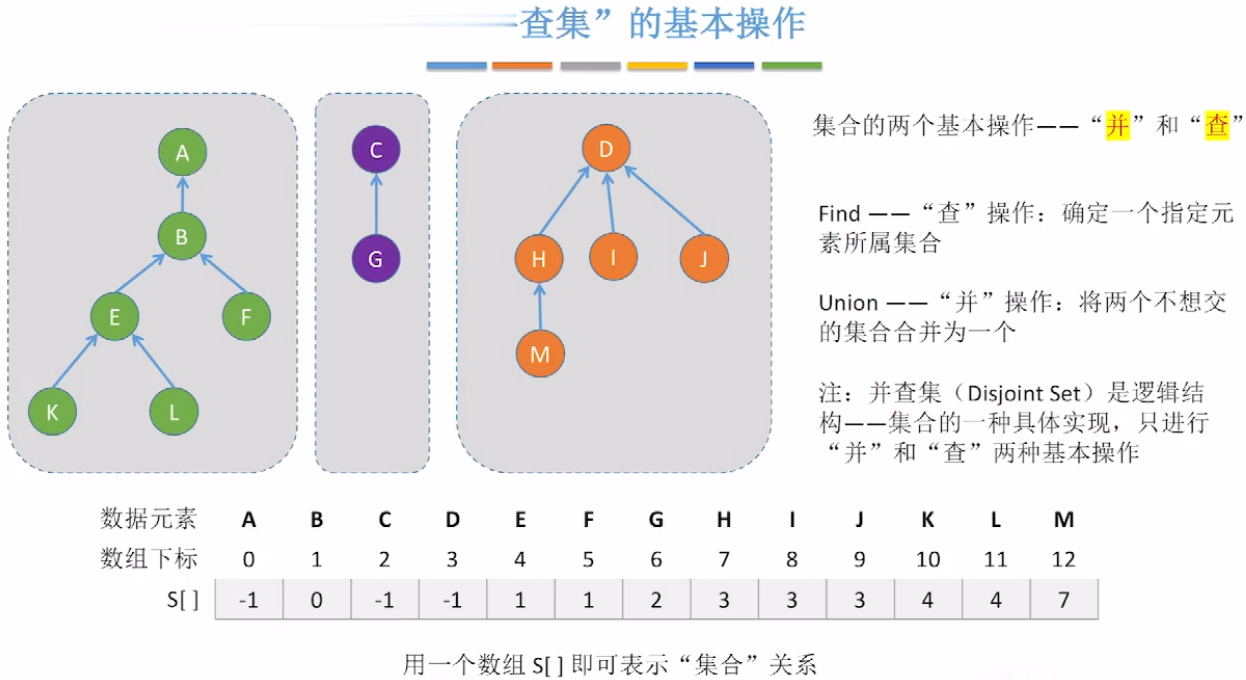 查集”的基本操作
集合的两个基本操作——“并”和“查”
Find ——“查”操作：确定一个指定元
素所属集合
Union ——“并”操作：将两个不想交
的集合合并为一个
注：并查集（Disjoint Set）是逻辑结
构——集合的一种具体实现，只进行
“并”和“查”两种基本操作
A
B
E
F
K
L
C
G
D
H
I
J
M
数据元素 A B C D E F G H I J K L M
数组下标 0 1 2 3 4 5 6 7 8 9 10 11 12
S[ ] -1 0 -1 -1 1 1 2 3 3 3 4 4 7
用一个数组 S[ ] 即可表示“集合”关系